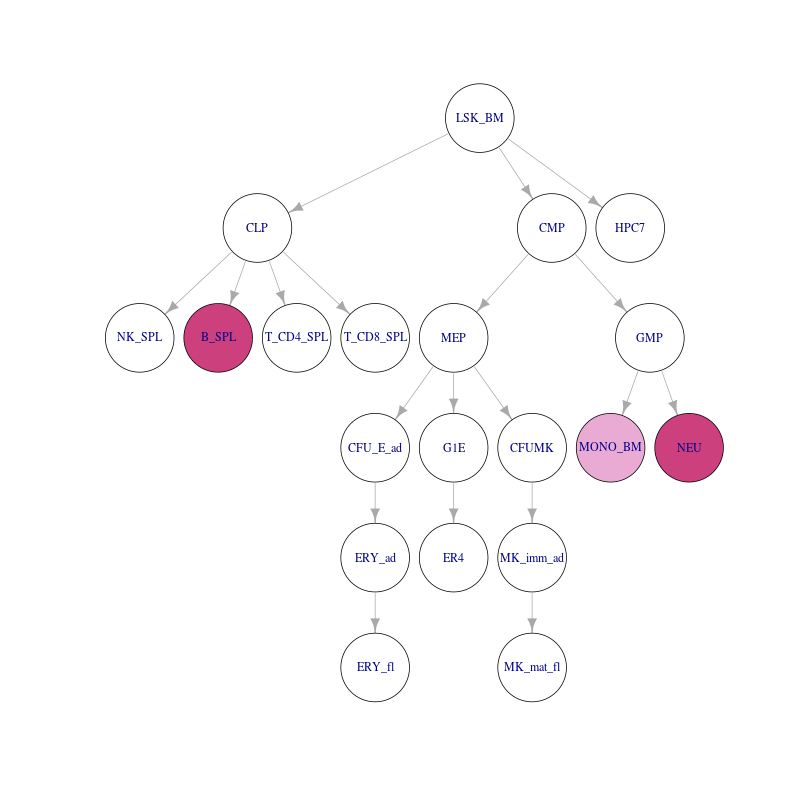 LSK_BM
CLP
CMP
HPC7
NK_SPL
B_SPL
T_CD4_SPL
T_CD8_SPL
MEP
GMP
CFU_E_ad
G1E
CFUMK
MONO_BM
NEU
ERY_ad
ER4
MK_imm_ad
ERY_fl
MK_mat_fl